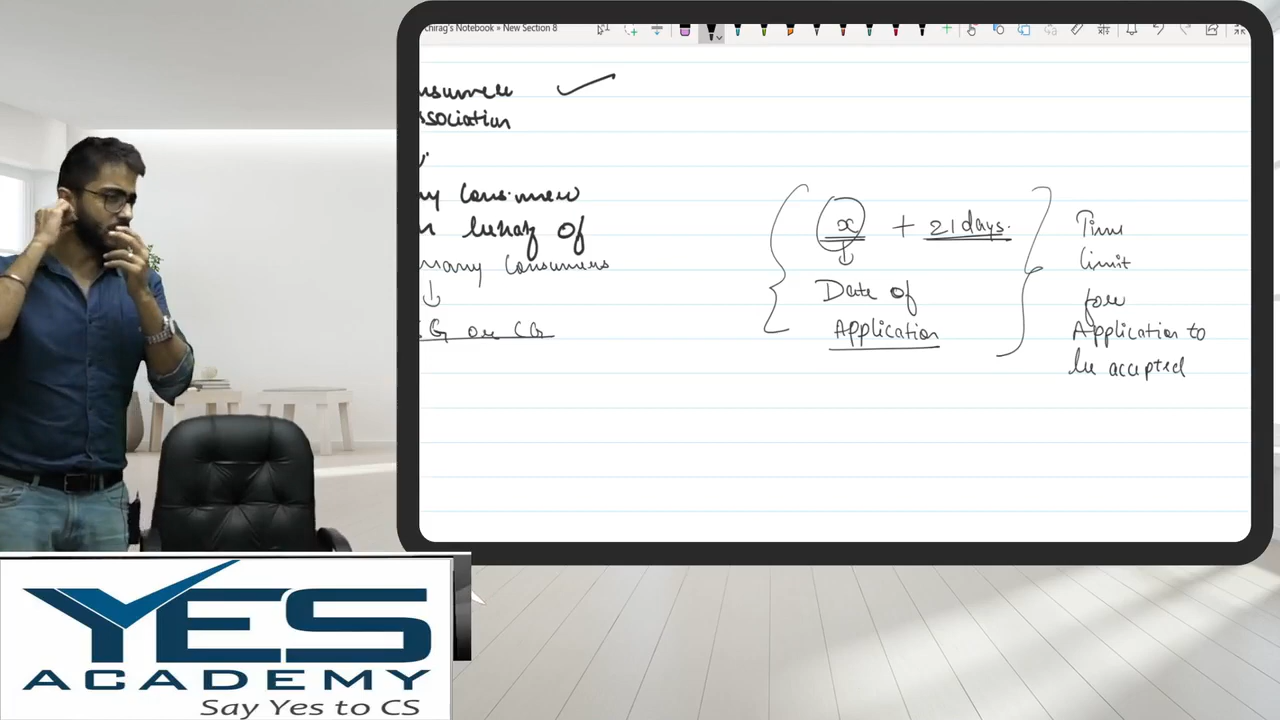 chirag's Notebook » New Section 8
nsumer
ssociation
ny Consumer
n behalf of
many Consumers
G or CG
x + 21 days.
Date of
Application
Time
limit
for
Application to
be accepted
YES
ACADEMY
Say Yes to CS